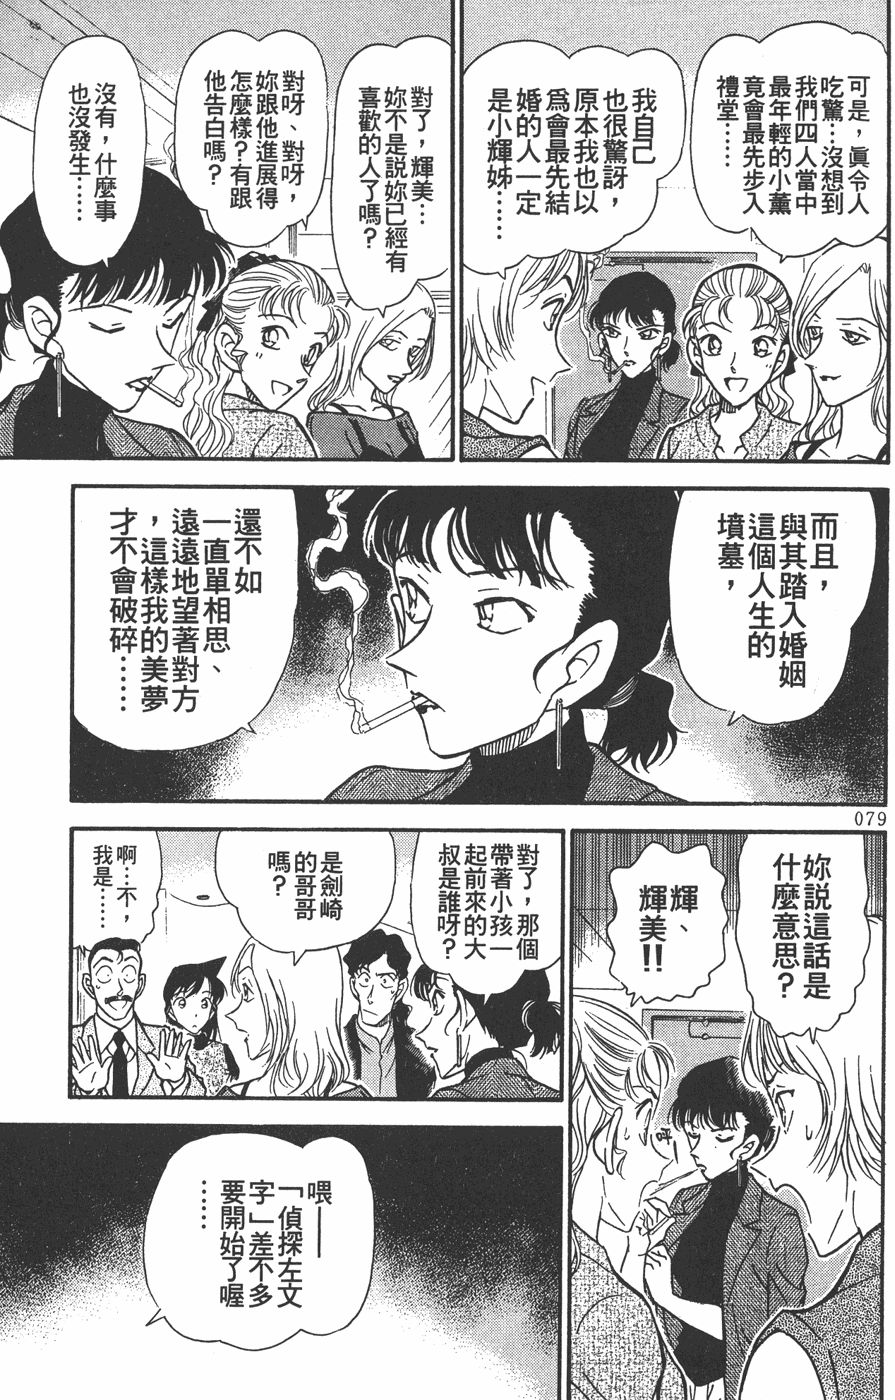 可是，眞令人
吃驚…沒想到
我們四人當中
最年輕的小薰
竟會最先步入
禮堂……
我自己
也很驚訝，
原本我也以
爲會最先結
婚的人一定
是小輝姊……
對了，輝美…
妳不是説妳已經有
喜歡的人了嗎？
對呀、對呀，
妳跟他進展得
怎麼樣？有跟
他告白嗎？
沒有，什麼事
也沒發生……
而且，
與其踏入婚姻
這個人生的
墳墓，
還不如
一直單相思、
遠遠地望著對方
，這樣我的美夢
才不會破碎……
079
妳説這話是
什麼意思？
輝、
輝美!!
呼
對了，那個
帶著小孩一
起前來的大
叔是誰呀？
是劍崎
的哥哥
嗎？
啊…不，
我是……
喂——
「偵探左文
字」差不多
要開始了喔
……